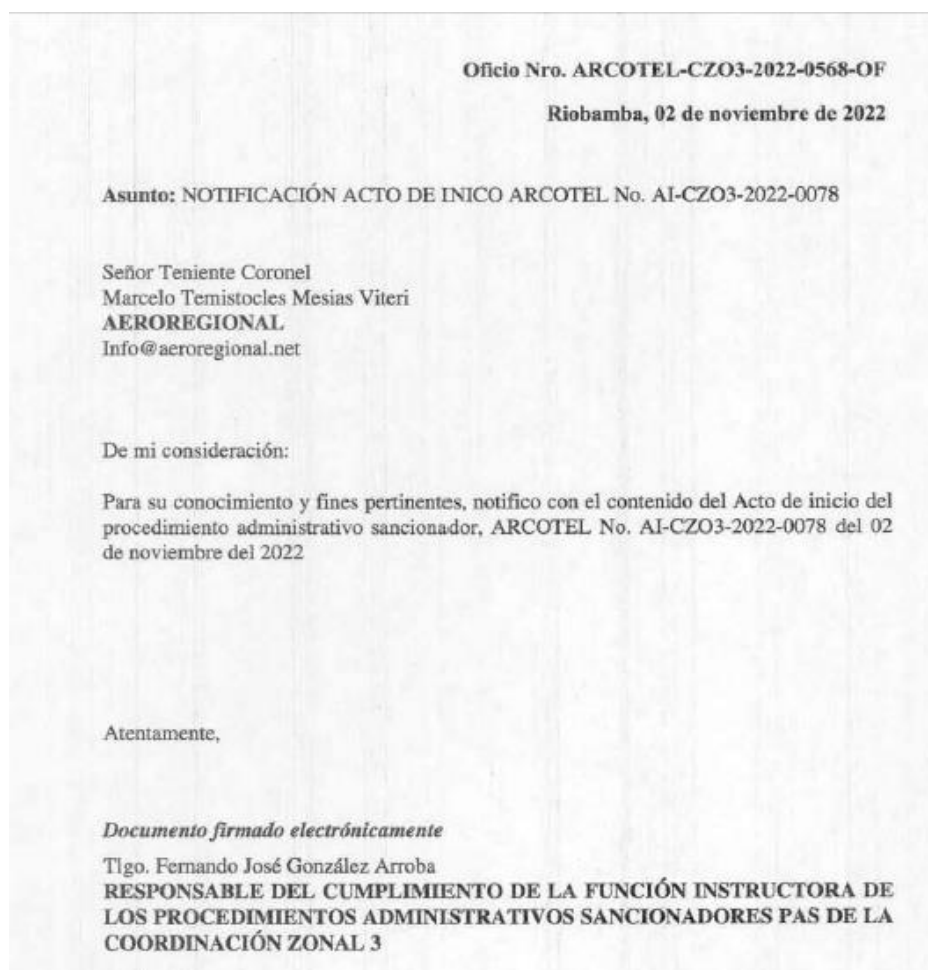 Oficio Nro. ARCOTEL-CZO3-2022-0568-OF
Riobamba, 02 de noviembre de 2022
Asunto: NOTIFICACIÓN ACTO DE INICO ARCOTEL No. AI-CZO3-2022-0078
Señor Teniente Coronel
Marcelo Temistocles Mesias Viteri
AEROREGIONAL
Info@aeroregional.net
De mi consideración:
Para su conocimiento y fines pertinentes, notifico con el contenido del Acto de inicio del
procedimiento administrativo sancionador, ARCOTEL No. AI-CZO3-2022-0078 del 02
de noviembre del 2022
Atentamente,
Documento firmado electrónicamente
Tlgo. Fernando José González Arroba
RESPONSABLE DEL CUMPLIMIENTO DE LA FUNCIÓN INSTRUCTORA DE
LOS PROCEDIMIENTOS ADMINISTRATIVOS SANCIONADORES PAS DE LA
COORDINACIÓN ZONAL 3